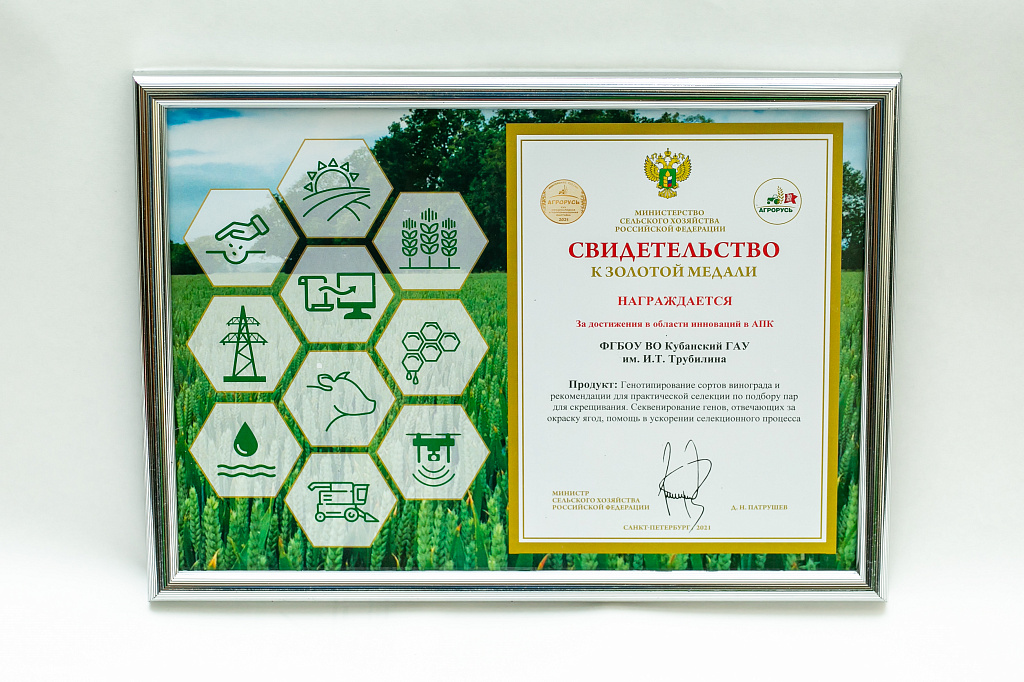 АГРОРУСЬ
2021
АГРОРУСЬ
МИНИСТЕРСТВО
СЕЛЬСКОГО ХОЗЯЙСТВА
РОССИЙСКОЙ ФЕДЕРАЦИИ
СВИДЕТЕЛЬСТВО
К ЗОЛОТОЙ МЕДАЛИ
НАГРАЖДАЕТСЯ
За достижения в области инноваций в АПК
ФГБОУ ВО Кубанский ГАУ
им. И.Т. Трубилина
Продукт: Генотипирование сортов винограда и
рекомендации для практической селекции по подбору пар
для скрещивания. Секвенирование генов, отвечающих за
окраску ягод, помощь в ускорении селекционного процесса
МИНИСТР
СЕЛЬСКОГО ХОЗЯЙСТВА
РОССИЙСКОЙ ФЕДЕРАЦИИ
Д. Н. ПАТРУШЕВ
САНКТ-ПЕТЕРБУРГ, 2021